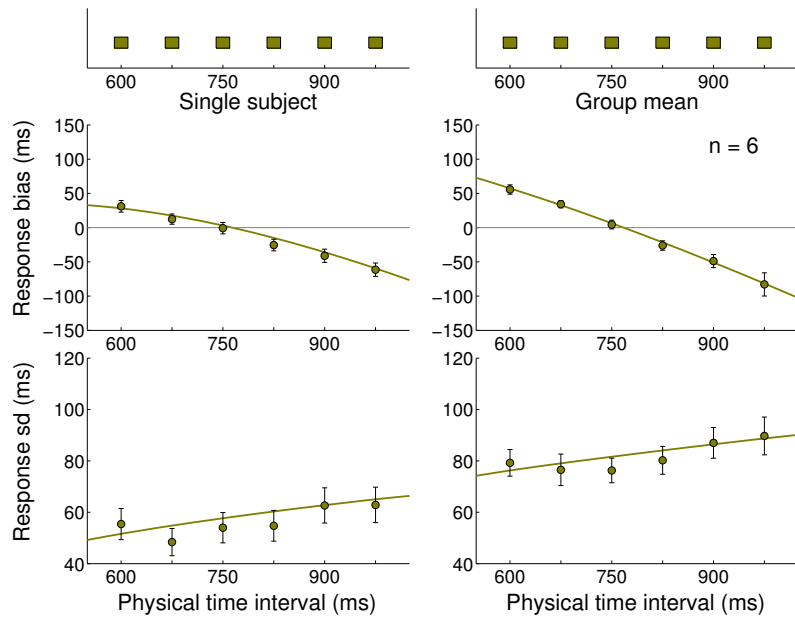 600 750 900
600 750 900
Single subject
Group mean
Response bias (ms)
150
100
50
0
−50
−100
−150
600 750 900
150
100
50
0
−50
−100
−150
n = 6
600 750 900
Response sd (ms)
120
100
80
60
40
600 750 900
Physical time interval (ms)
120
100
80
60
40
600 750 900
Physical time interval (ms)